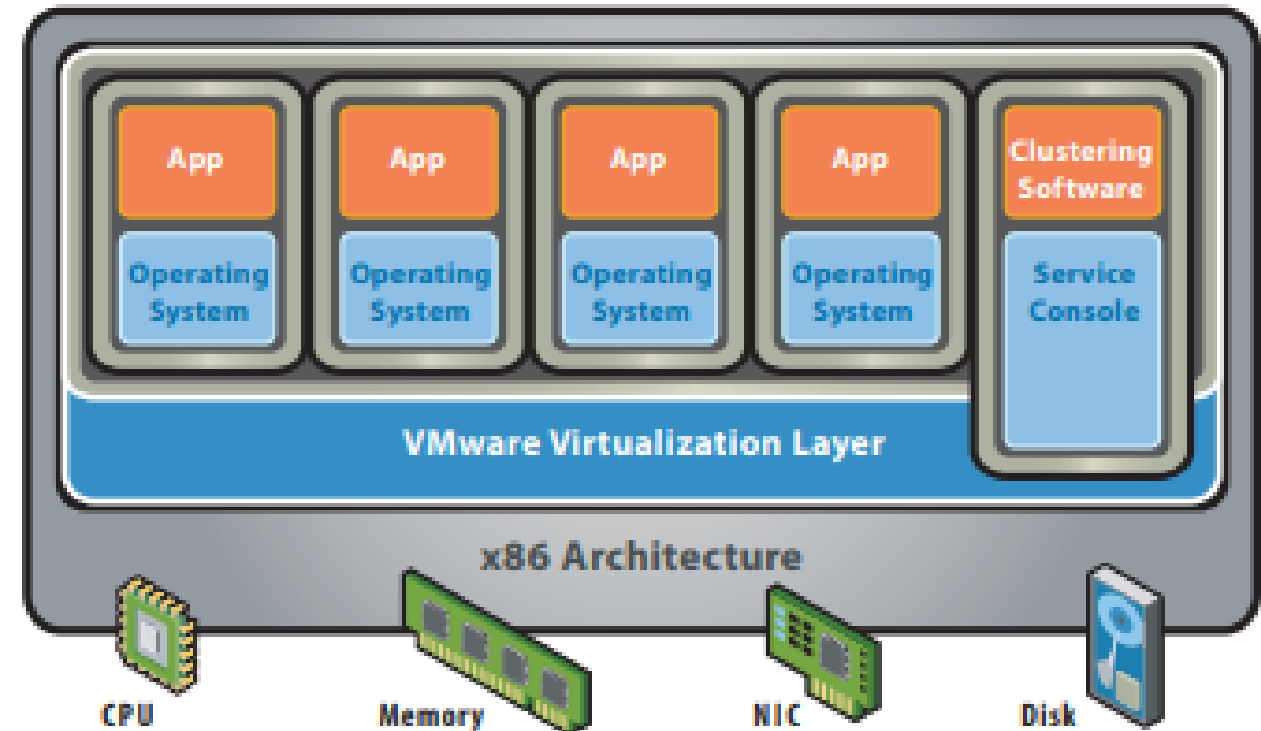 App
App
App
App
Clustering
Software
Operating
System
Operating
System
Operating
System
Operating
System
Service
Console
VMware Virtualization Layer
x86 Architecture
CPU
Memory
NIC
Disk